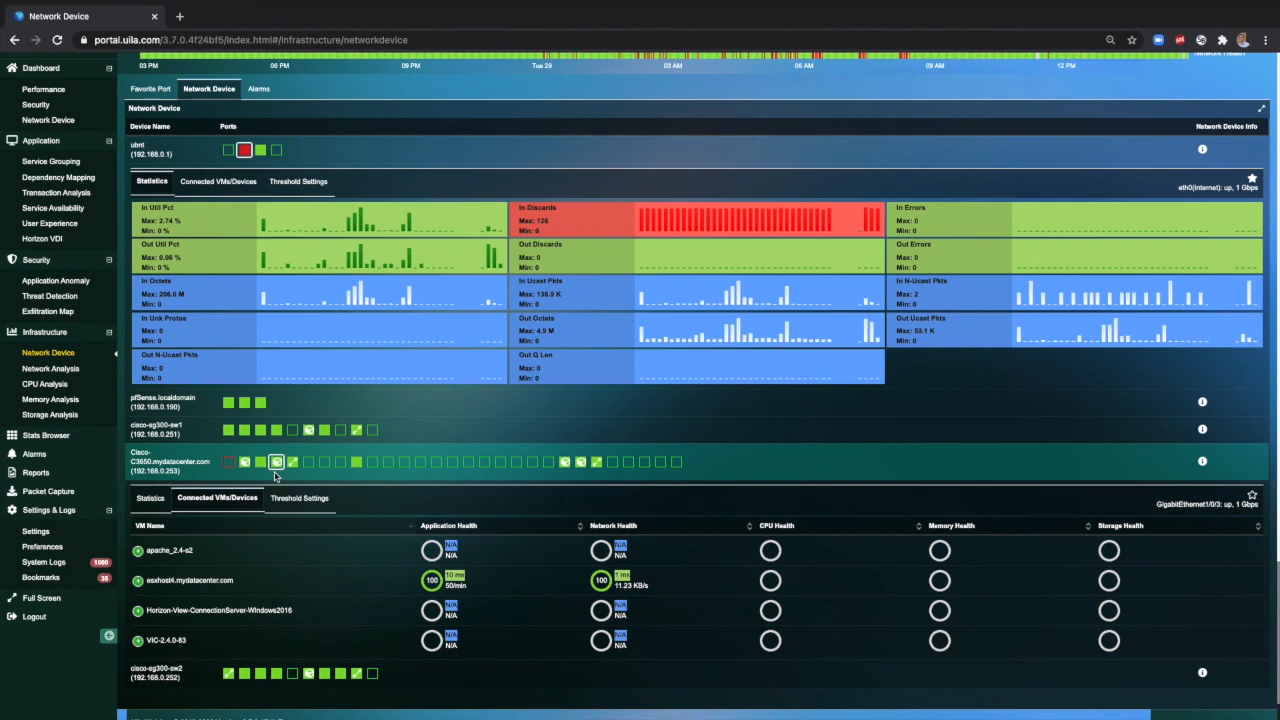 Network Device
portal.uila.com/3.7.0.4f24bf5/index.html#/infrastructure/networkdevice
Dashboard
Performance
Security
Network Device
Application
Service Grouping
Dependency Mapping
Transaction Analysis
Service Availability
User Experience
Horizon VDI
Security
Application Anomaly
Threat Detection
Exfiltration Map
Infrastructure
Network Device
Network Analysis
CPU Analysis
Memory Analysis
Storage Analysis
Stats Browser
Alarms
Reports
Packet Capture
Settings & Logs
Settings
Preferences
System Logs 1000
Bookmarks 38
Full Screen
Logout
Network Health
03 PM 06 PM 09 PM Tue 29 03 AM 06 AM 09 AM 12 PM
Favorite Port Network Device Alarms
Network Device
Device Name Ports Network Device Info
ubnt
(192.168.0.1)
Statistics Connected VMs/Devices Threshold Settings
eth0(Internet): up, 1 Gbps
In Util Pct
Max: 2.74 %
Min: 0 %
In Discards
Max: 126
Min: 0
In Errors
Max: 0
Min: 0
Out Util Pct
Max: 0.06 %
Min: 0 %
Out Discards
Max: 0
Min: 0
Out Errors
Max: 0
Min: 0
In Octets
Max: 206.0 M
Min: 0
In Ucast Pkts
Max: 136.9 K
Min: 0
In N-Ucast Pkts
Max: 2
Min: 0
In Unk Protos
Max: 0
Min: 0
Out Octets
Max: 4.9 M
Min: 0
Out Ucast Pkts
Max: 59.1 K
Min: 0
Out N-Ucast Pkts
Max: 0
Min: 0
Out Q Len
Max: 0
Min: 0
pfSense.localdomain
(192.168.0.190)
cisco-sg300-sw1
(192.168.0.251)
Cisco-
C3650.mydatacenter.com
(192.168.0.253)
Statistics Connected VMs/Devices Threshold Settings
GigabitEthernet1/0/3: up, 1 Gbps
VM Name Application Health Network Health CPU Health Memory Health Storage Health
apache_2.4-s2 N/A N/A N/A N/A
esxhost4.mydatacenter.com 100 10 ms 50/min 100 1 ms 11.23 KB/s
Horizon-View-ConnectionServer-Windows2016 N/A N/A N/A N/A
VIC-2.4.0-83 N/A N/A N/A N/A
cisco-sg300-sw2
(192.168.0.252)